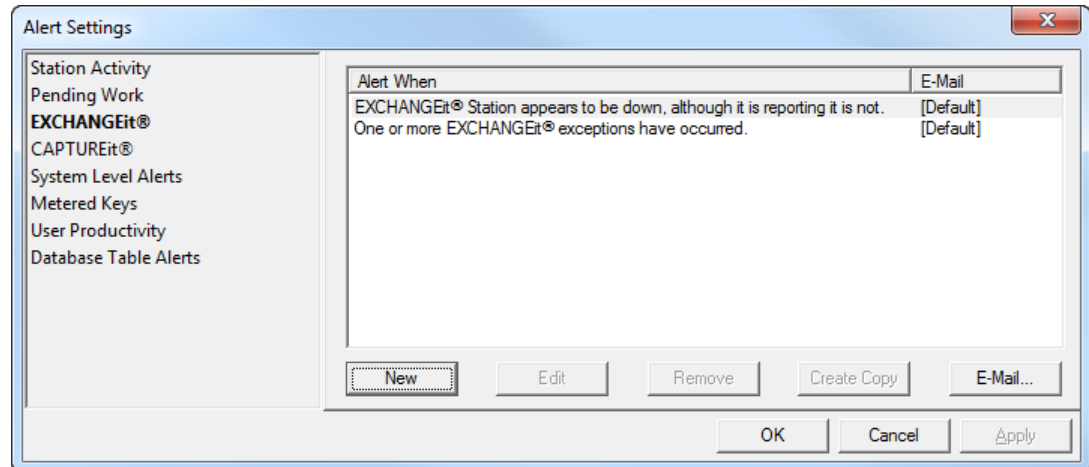 Alert Settings
Station Activity
Pending Work
EXCHANGEit®
CAPTUREit®
System Level Alerts
Metered Keys
User Productivity
Database Table Alerts
Alert When E-Mail
EXCHANGEit® Station appears to be down, although it is reporting it is not. [Default]
One or more EXCHANGEit® exceptions have occurred. [Default]
New Edit Remove Create Copy E-Mail...
OK Cancel Apply